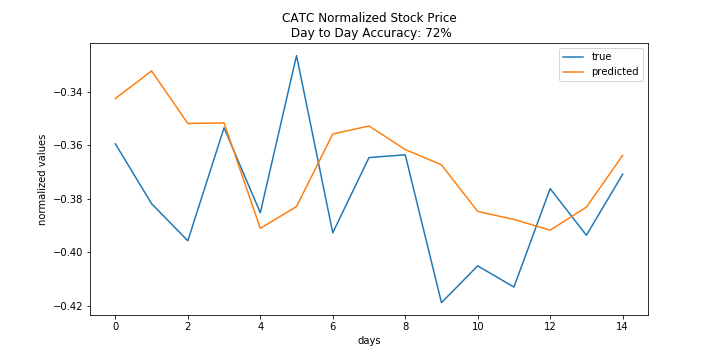 CATC Normalized Stock Price
Day to Day Accuracy: 72%
true
predicted
normalized values
−0.34
−0.36
−0.38
−0.40
−0.42
0 2 4 6 8 10 12 14
days